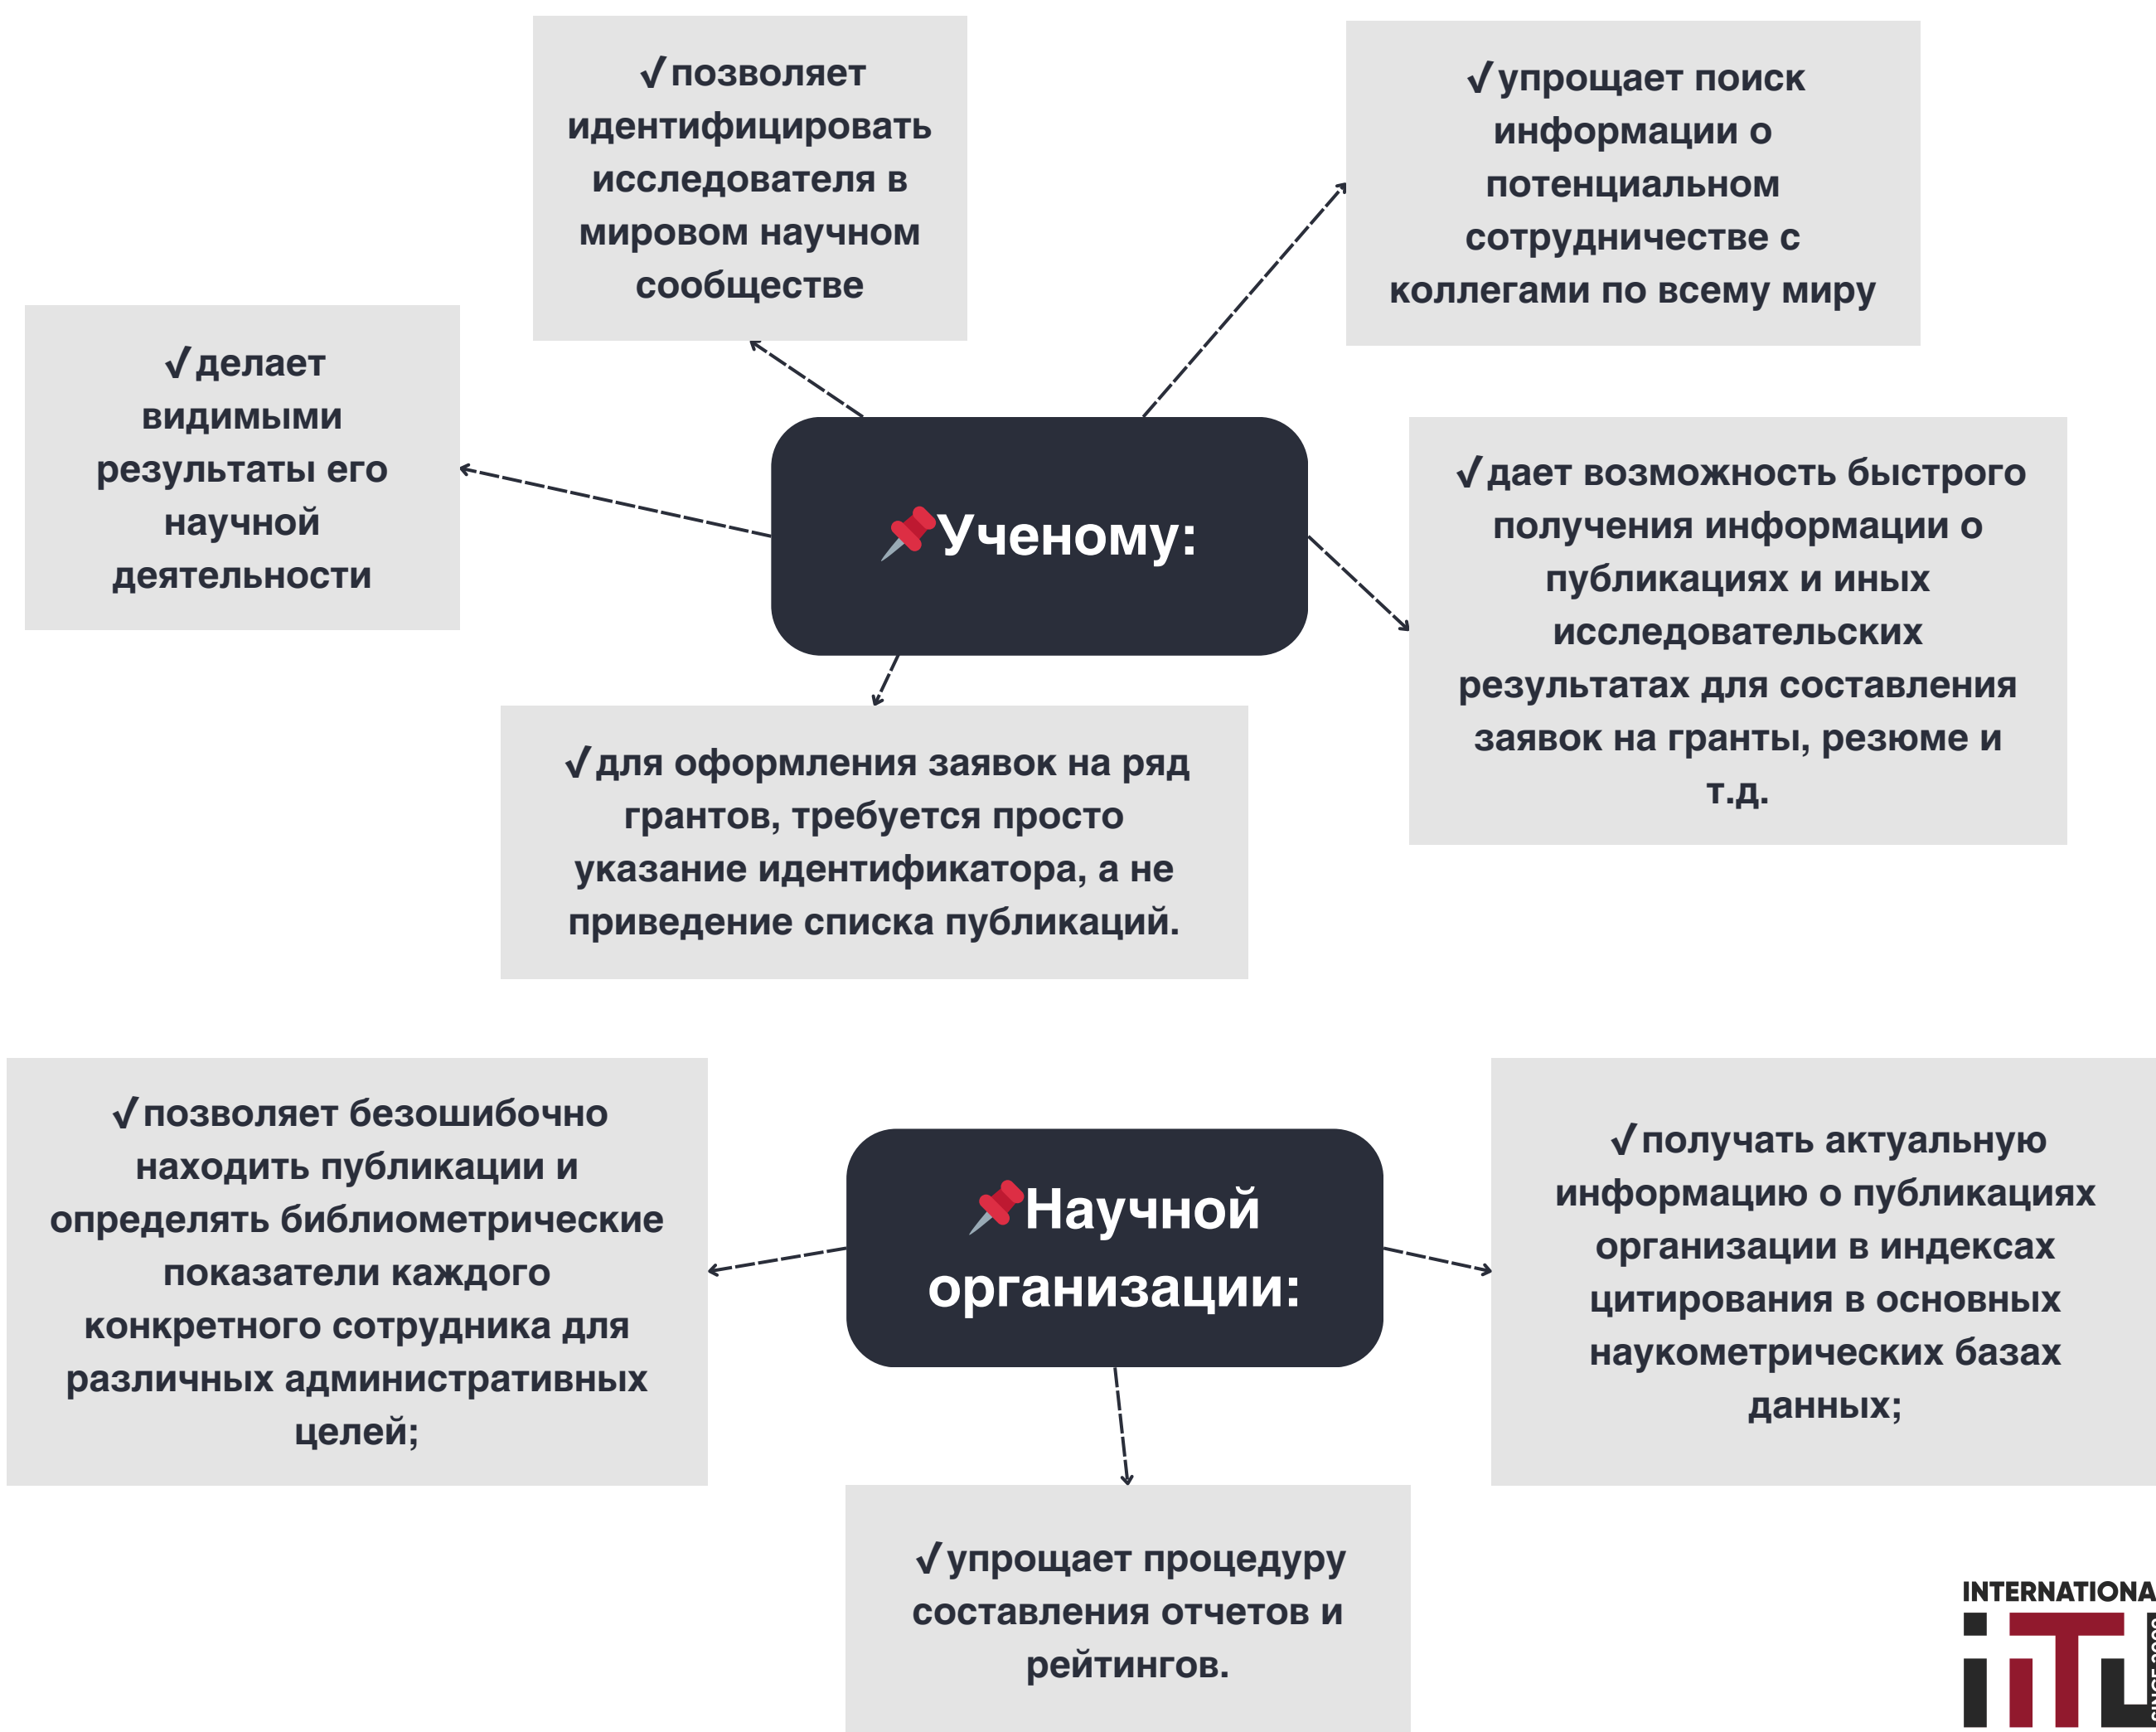 ✓позволяет
идентифицировать
исследователя в
мировом научном
сообществе
✓упрощает поиск
информации о
потенциальном
сотрудничестве с
коллегами по всему миру
✓делает
видимыми
результаты его
научной
деятельности
📌Ученому:
✓дает возможность быстрого
получения информации о
публикациях и иных
исследовательских
результатах для составления
заявок на гранты, резюме и
т.д.
✓для оформления заявок на ряд
грантов, требуется просто
указание идентификатора, а не
приведение списка публикаций.
✓позволяет безошибочно
находить публикации и
определять библиометрические
показатели каждого
конкретного сотрудника для
различных административных
целей;
📌Научной
организации:
✓получать актуальную
информацию о публикациях
организации в индексах
цитирования в основных
наукометрических базах
данных;
✓упрощает процедуру
составления отчетов и
рейтингов.
INTERNATIONA
iTU